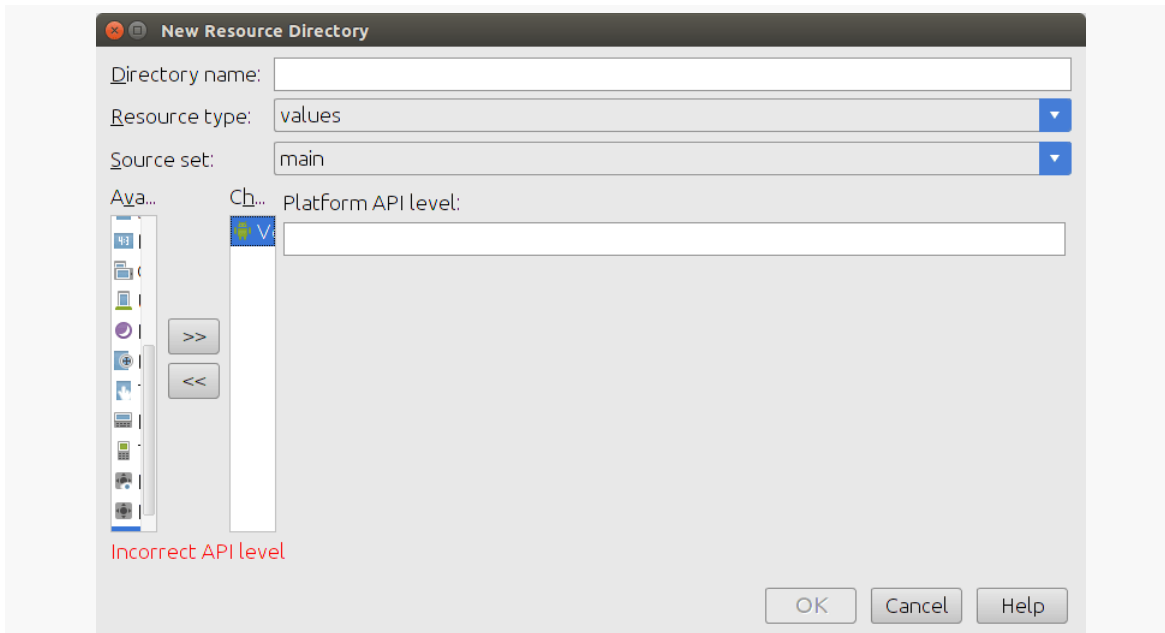 New Resource Directory
Directory name:
Resource type: values
Source set: main
Ava... Ch... Platform API level:
>>
<<
Incorrect API level
OK Cancel Help